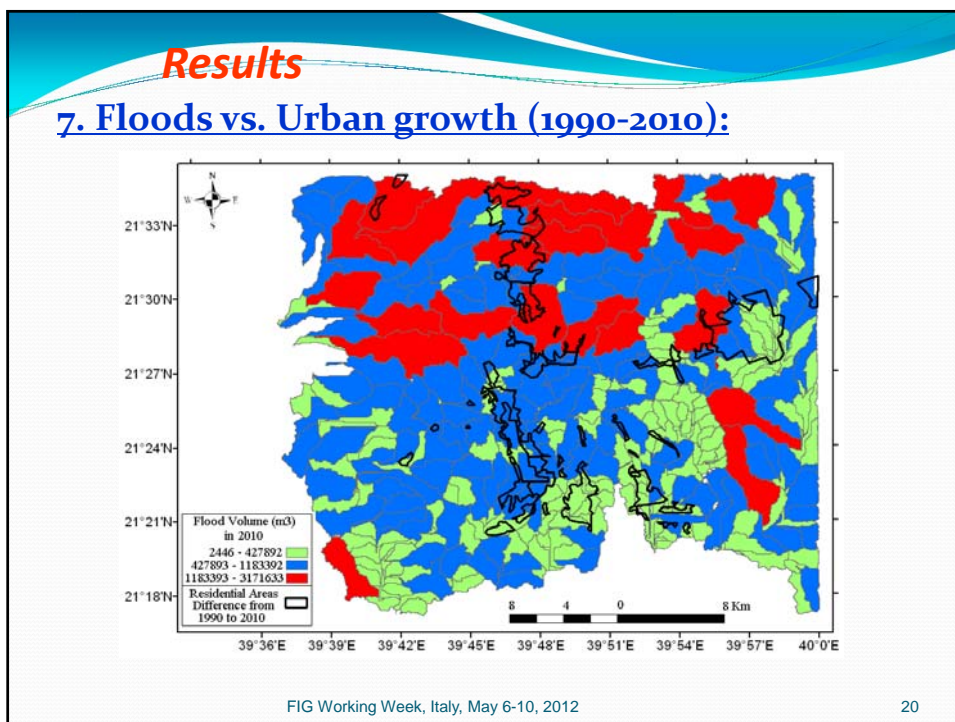 Results
7. Floods vs. Urban growth (1990-2010):
N
W E
S
21°33'N
21°30'N
21°27'N
21°24'N
21°21'N
21°18'N
Flood Volume (m3)
in 2010
2446 - 427892
427893 - 1183392
1183393 - 3171633
Residential Areas
Difference from
1990 to 2010
8 4 0 8 Km
39°36'E 39°39'E 39°42'E 39°45'E 39°48'E 39°51'E 39°54'E 39°57'E 40°0'E
FIG Working Week, Italy, May 6-10, 2012 20